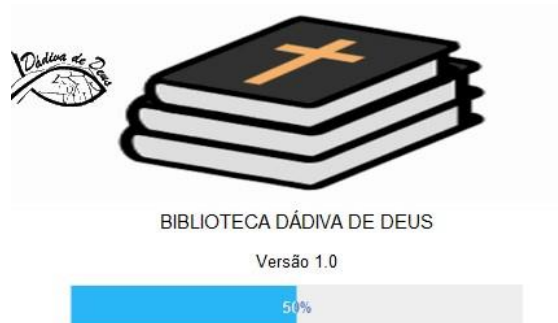 Dádiva de Deus
BIBLIOTECA DÁDIVA DE DEUS
Versão 1.0
50%